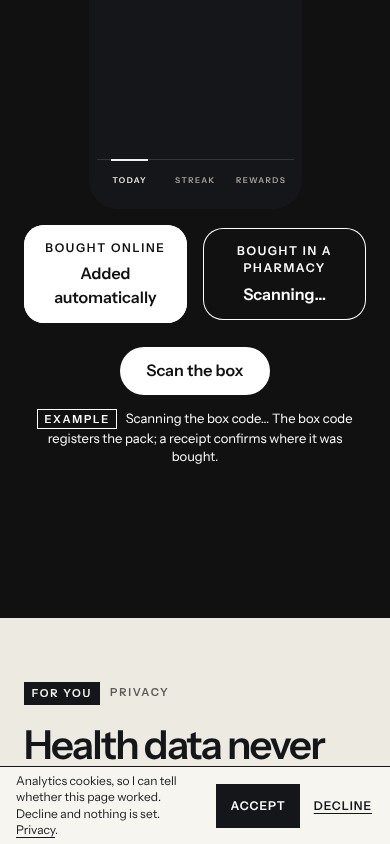 TODAY STREAK REWARDS
BOUGHT ONLINE
Added
automatically
BOUGHT IN A
PHARMACY
Scanning...
Scan the box
EXAMPLE Scanning the box code... The box code
registers the pack; a receipt confirms where it was
bought.
FOR YOU PRIVACY
Health data never
Analytics cookies, so I can tell
whether this page worked.
Decline and nothing is set.
Privacy.
ACCEPT DECLINE